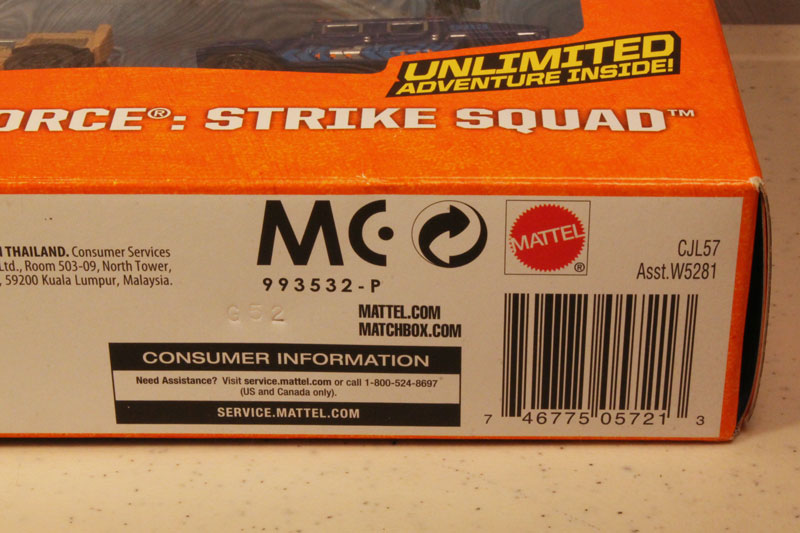 UNLIMITED
ADVENTURE INSIDE!
ORCE®: STRIKE SQUAD™
THAILAND. Consumer Services
Ltd., Room 503-09, North Tower,
59200 Kuala Lumpur, Malaysia.
MC
993532-P
G52
MATTEL
®
CJL57
Asst.W5281
MATTEL.COM
MATCHBOX.COM
CONSUMER INFORMATION
Need Assistance? Visit service.mattel.com or call 1-800-524-8697
(US and Canada only).
SERVICE.MATTEL.COM
7 46775 05721 3